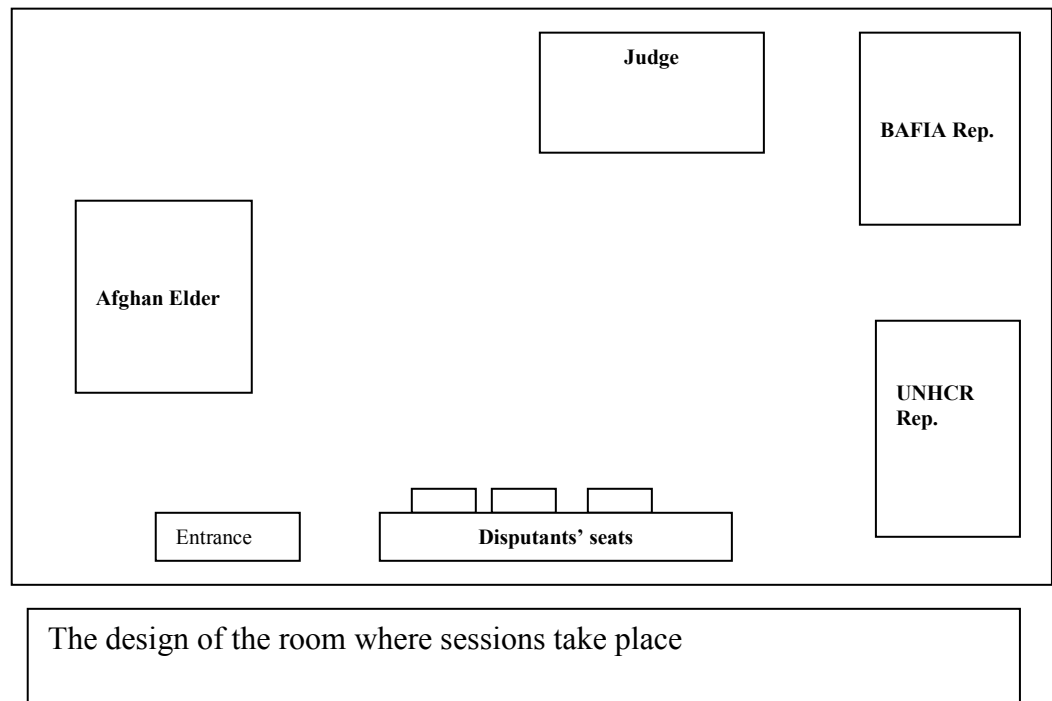 Judge
BAFIA Rep.
Afghan Elder
UNHCR
Rep.
Entrance
Disputants’ seats
The design of the room where sessions take place